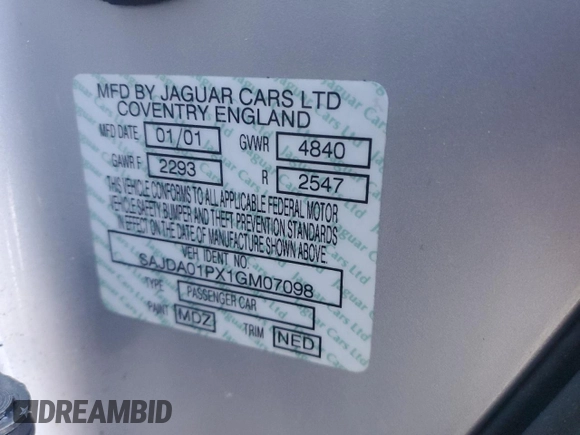 MFD BY JAGUAR CARS LTD
COVENTRY ENGLAND
MFD DATE 01/01 GVWR 4840
GAWR F 2293 R 2547
THIS VEHICLE CONFORMS TO ALL APPLICABLE FEDERAL MOTOR
VEHICLE SAFETY BUMPER AND THEFT PREVENTION STANDARDS
IN EFFECT ON THE DATE OF MANUFACTURE SHOWN ABOVE.
VEH. IDENT NO.
SAJDA01PX1GM07098
TYPE PASSENGER CAR
PAINT MDZ TRIM NED
DREAMBID